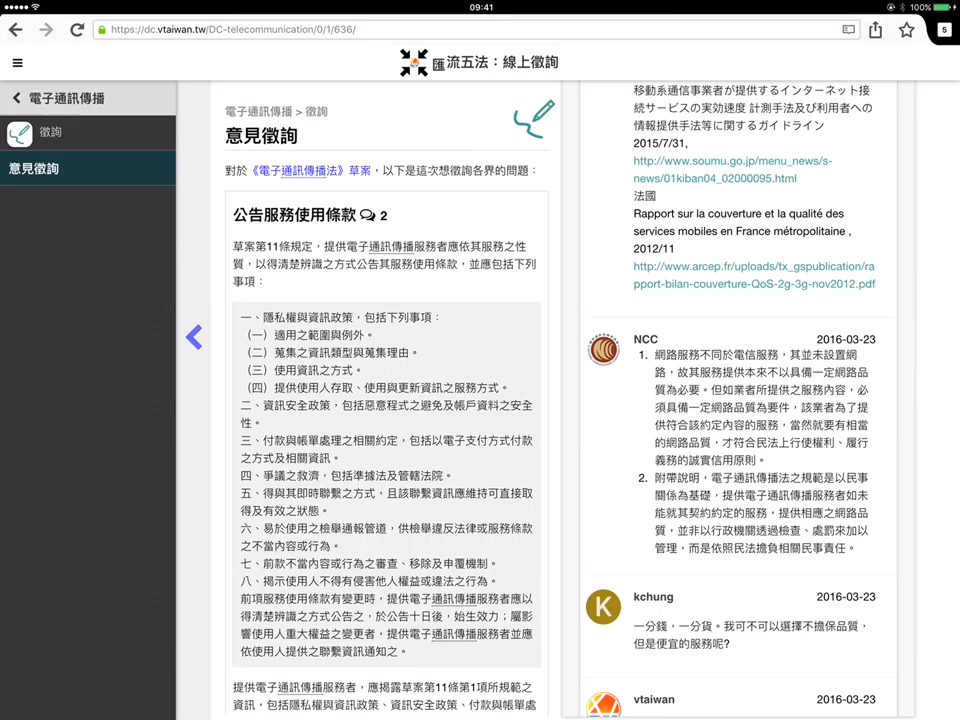 09:41
100%
https://dc.vtaiwan.tw/DC-telecommunication/0/1/636/
5
匯流五法：線上徵詢
電子通訊傳播
徵詢
意見徵詢
電子通訊傳播 > 徵詢
意見徵詢
對於《電子通訊傳播法》草案，以下是這次想徵詢各界的問題：
公告服務使用條款 2
草案第11條規定，提供電子通訊傳播服務者應依其服務之性
質，以得清楚辨識之方式公告其服務使用條款，並應包括下列
事項：
一、隱私權與資訊政策，包括下列事項：
（一）適用之範圍與例外。
（二）蒐集之資訊類型與蒐集理由。
（三）使用資訊之方式。
（四）提供使用人存取、使用與更新資訊之服務方式。
二、資訊安全政策，包括惡意程式之避免及帳戶資料之安全
性。
三、付款與帳單處理之相關約定，包括以電子支付方式付款
之方式及相關資訊。
四、爭議之救濟，包括準據法及管轄法院。
五、得與其即時聯繫之方式，且該聯繫資訊應維持可直接取
得及有效之狀態。
六、易於使用之檢舉通報管道，供檢舉違反法律或服務條款
之不當內容或行為。
七、前款不當內容或行為之審查、移除及申覆機制。
八、揭示使用人不得有侵害他人權益或違法之行為。
前項服務使用條款有變更時，提供電子通訊傳播服務者應以
得清楚辨識之方式公告之，於公告十日後，始生效力；屬影
響使用人重大權益之變更者，提供電子通訊傳播服務者並應
依使用人提供之聯繫資訊通知之。
提供電子通訊傳播服務者，應揭露草案第11條第1項所規範之
資訊，包括隱私權與資訊政策、資訊安全政策、付款與帳單處
移動系通信事業者が提供するインターネット接
続サービスの実効速度 計測手法及び利用者への
情報提供手法等に関するガイドライン
2015/7/31,
http://www.soumu.go.jp/menu_news/s-
news/01kiban04_02000095.html
法國
Rapport sur la couverture et la qualité des
services mobiles en France métropolitaine ,
2012/11
http://www.arcep.fr/uploads/tx_gspublication/ra
pport-bilan-couverture-QoS-2g-3g-nov2012.pdf
NCC 2016-03-23
1. 網路服務不同於電信服務，其並未設置網
路，故其服務提供本來不以具備一定網路品
質為必要。但如業者所提供之服務內容，必
須具備一定網路品質為要件，該業者為了提
供符合該約定內容的服務，當然就要有相當
的網路品質，才符合民法上行使權利、履行
義務的誠實信用原則。
2. 附帶說明，電子通訊傳播法之規範是以民事
關係為基礎，提供電子通訊傳播服務者如未
能就其契約約定的服務，提供相應之網路品
質，並非以行政機關透過檢查、處罰來加以
管理，而是依照民法擔負相關民事責任。
K
kchung 2016-03-23
一分錢，一分貨。我可不可以選擇不擔保品質，
但是便宜的服務呢?
vtaiwan 2016-03-23